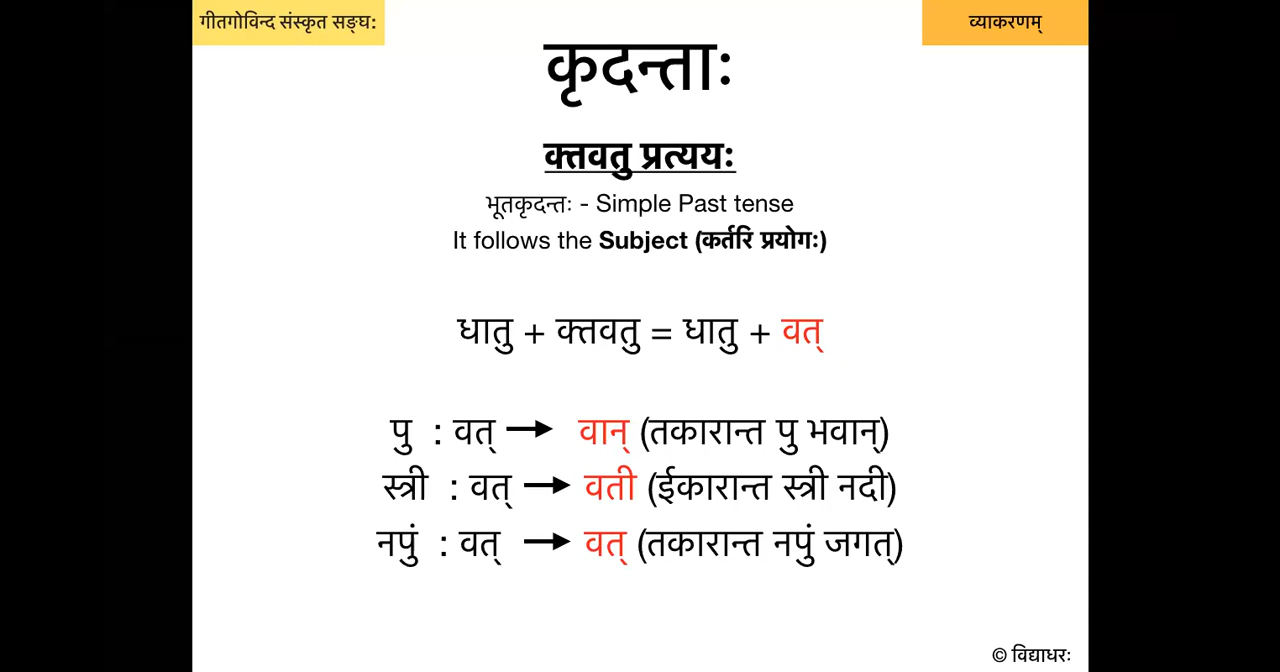 गीतगोविन्द संस्कृत सङ्घः
व्याकरणम्
कृदन्ताः
क्तवतु प्रत्ययः
भूतकृदन्तः - Simple Past tense
It follows the Subject (कर्तरि प्रयोगः)
धातु + क्तवतु = धातु + वत्
पु : वत् → वान् (तकारान्त पु भवान्)
स्त्री : वत् → वती (ईकारान्त स्त्री नदी)
नपुं : वत् → वत् (तकारान्त नपुं जगत्)
© विद्याधरः